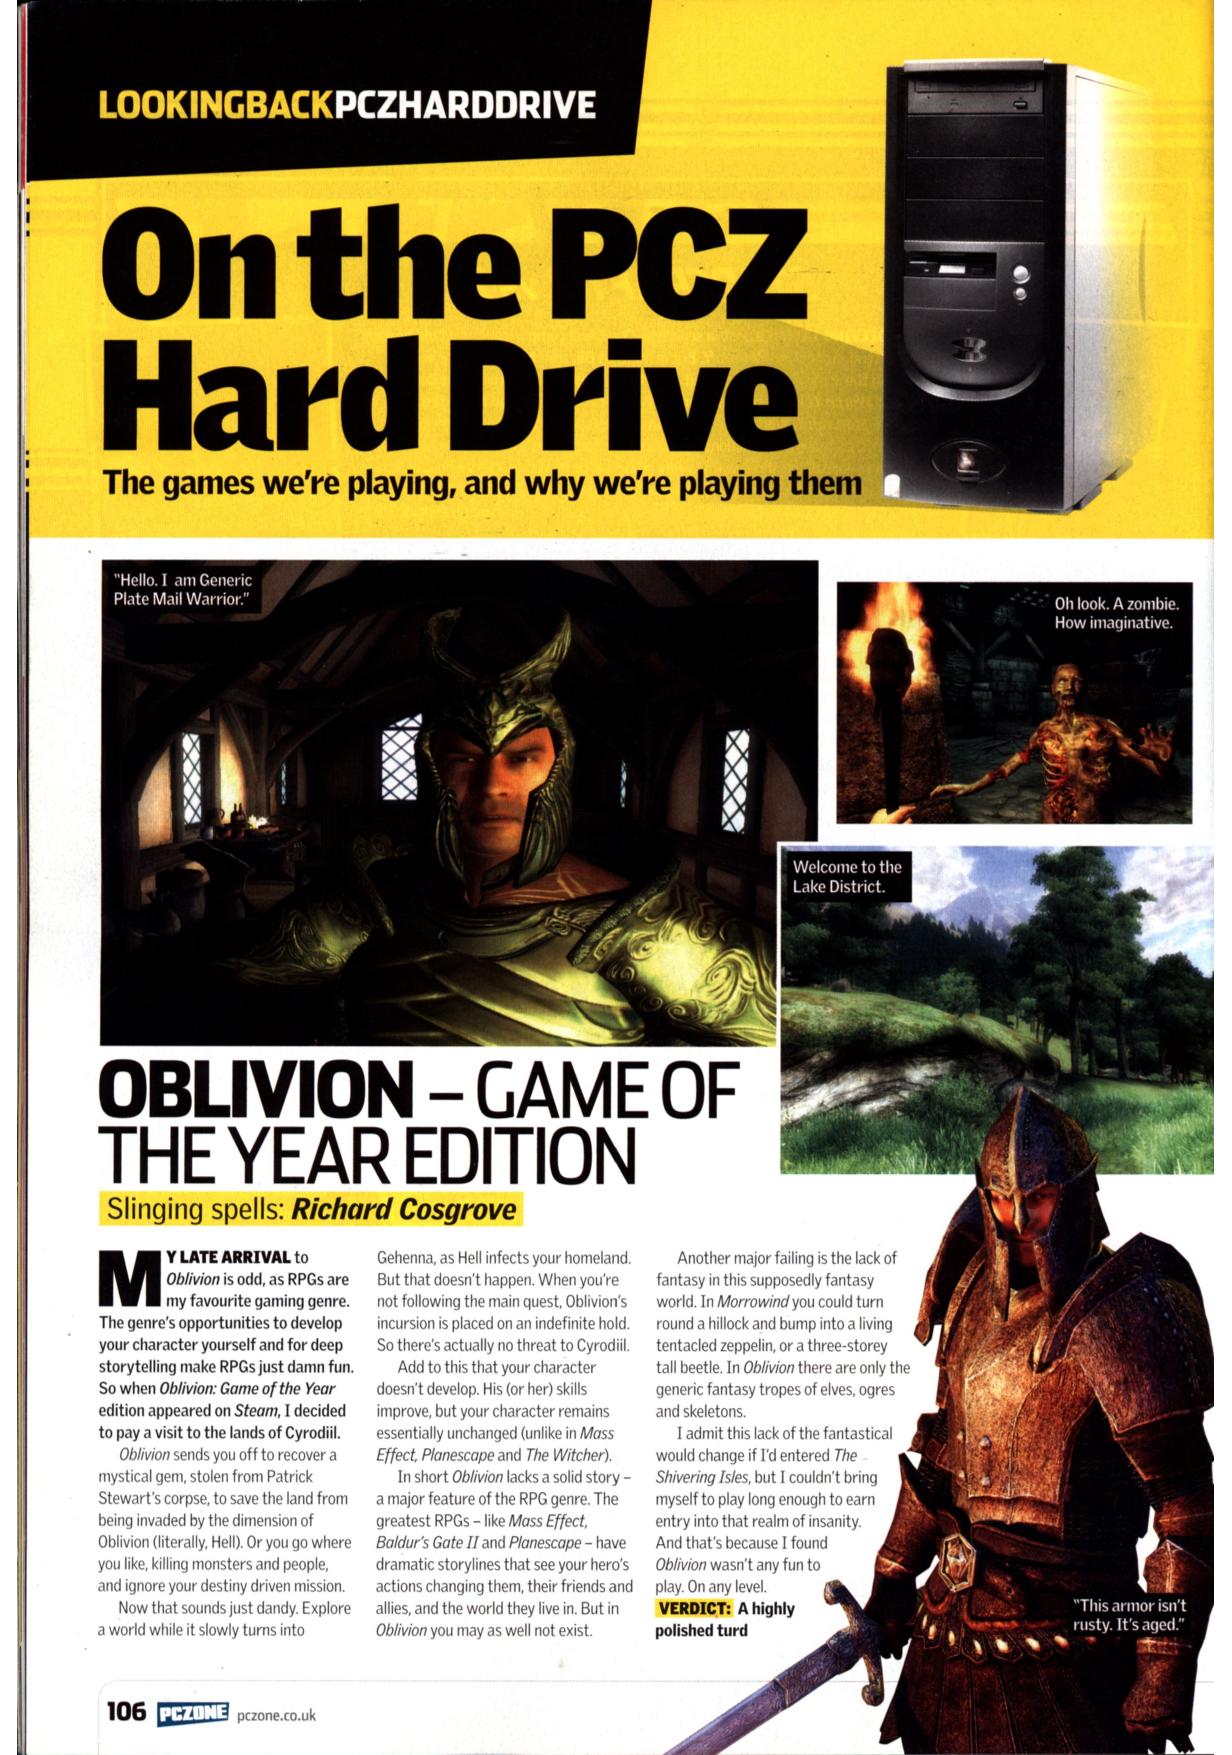 LOOKINGBACKPCZHARDDRIVE
On the PCZ
Hard Drive
The games we're playing, and why we're playing them
"Hello. I am Generic
Plate Mail Warrior."
Oh look. A zombie.
How imaginative.
Welcome to the
Lake District.
OBLIVION – GAME OF
THE YEAR EDITION
Slinging spells: Richard Cosgrove
MY LATE ARRIVAL to
Oblivion is odd, as RPGs are
my favourite gaming genre.
The genre's opportunities to develop
your character yourself and for deep
storytelling make RPGs just damn fun.
So when Oblivion: Game of the Year
edition appeared on Steam, I decided
to pay a visit to the lands of Cyrodiil.
Oblivion sends you off to recover a
mystical gem, stolen from Patrick
Stewart's corpse, to save the land from
being invaded by the dimension of
Oblivion (literally, Hell). Or you go where
you like, killing monsters and people,
and ignore your destiny driven mission.
Now that sounds just dandy. Explore
a world while it slowly turns into
Gehenna, as Hell infects your homeland.
But that doesn't happen. When you're
not following the main quest, Oblivion's
incursion is placed on an indefinite hold.
So there's actually no threat to Cyrodiil.
Add to this that your character
doesn't develop. His (or her) skills
improve, but your character remains
essentially unchanged (unlike in Mass
Effect, Planescape and The Witcher).
In short Oblivion lacks a solid story –
a major feature of the RPG genre. The
greatest RPGs – like Mass Effect,
Baldur's Gate II and Planescape – have
dramatic storylines that see your hero's
actions changing them, their friends and
allies, and the world they live in. But in
Oblivion you may as well not exist.
Another major failing is the lack of
fantasy in this supposedly fantasy
world. In Morrowind you could turn
round a hillock and bump into a living
tentacled zeppelin, or a three-storey
tall beetle. In Oblivion there are only the
generic fantasy tropes of elves, ogres
and skeletons.
I admit this lack of the fantastical
would change if I'd entered The
Shivering Isles, but I couldn't bring
myself to play long enough to earn
entry into that realm of insanity.
And that's because I found
Oblivion wasn't any fun to
play. On any level.
VERDICT: A highly
polished turd
"This armor isn't
rusty. It's aged."
106 PCZONE pczone.co.uk